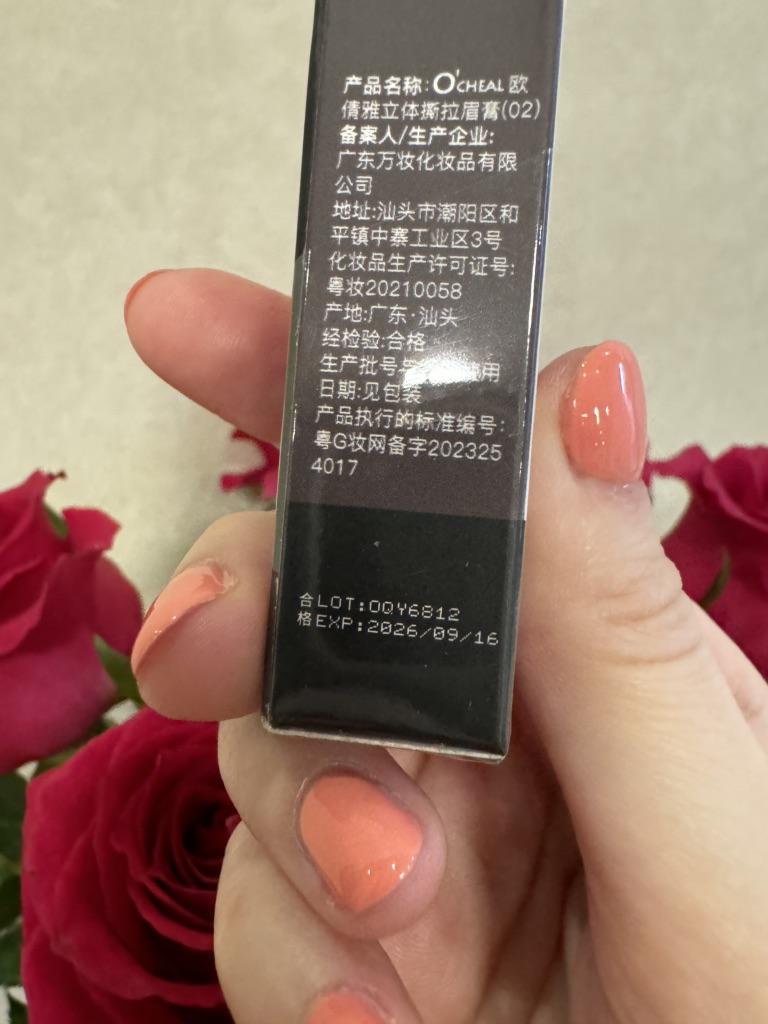 产品名称:O'CHEAL 欧
倩雅立体撕拉眉膏(02)
备案人/生产企业:
广东万妆化妆品有限
公司
地址:汕头市潮阳区和
平镇中寨工业区3号
化妆品生产许可证号:
粤妆20210058
产地:广东·汕头
经检验:合格
生产批号 用
日期:见包装
产品执行的标准编号:
粤G妆网备字202325
4017
合LOT:OQY6812
格EXP:2026/09/16